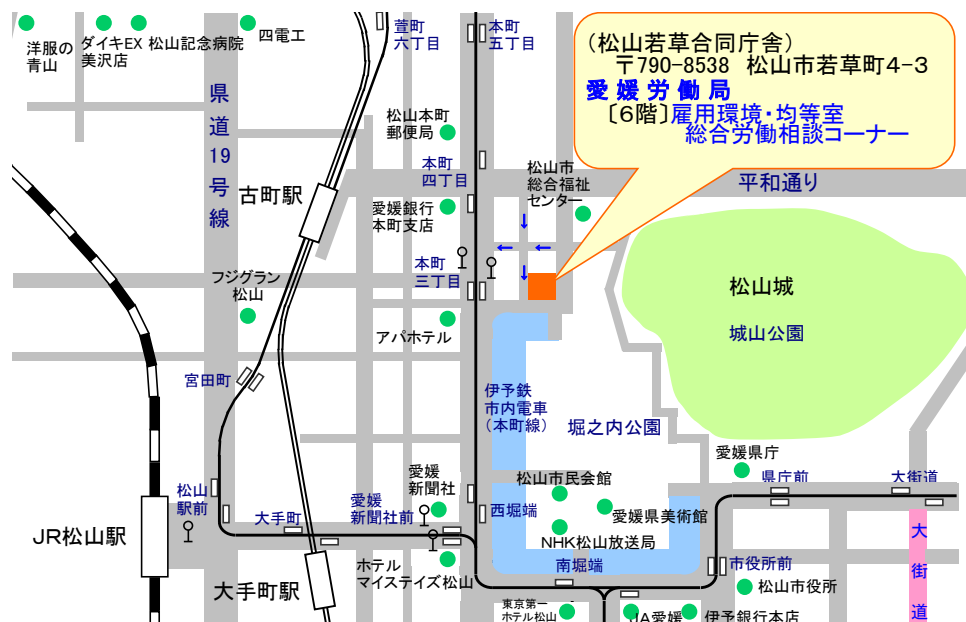 洋服の
青山
ダイキEX
美沢店
松山記念病院
四電工
萱町
六丁目
本町
五丁目
(松山若草合同庁舎)
〒790-8538 松山市若草町4-3
愛媛労働局
〔6階〕雇用環境・均等室
総合労働相談コーナー
県
道
19
号
線
松山本町
郵便局
本町
四丁目
松山市
総合福祉
センター
平和通り
古町駅
愛媛銀行
本町支店
フジグラン
松山
本町
三丁目
アパホテル
松山城
城山公園
宮田町
伊予鉄
市内電車
(本町線)
堀之内公園
愛媛県庁
県庁前
大街道
松山
駅前
愛媛
新聞社
愛媛
新聞社前
松山市民会館
西堀端
愛媛県美術館
大手町
NHK松山放送局
JR松山駅
大手町駅
ホテル
マイステイズ松山
南堀端
市役所前
松山市役所
大
街
道
東京第一
ホテル松山
JA愛媛
伊予銀行本店